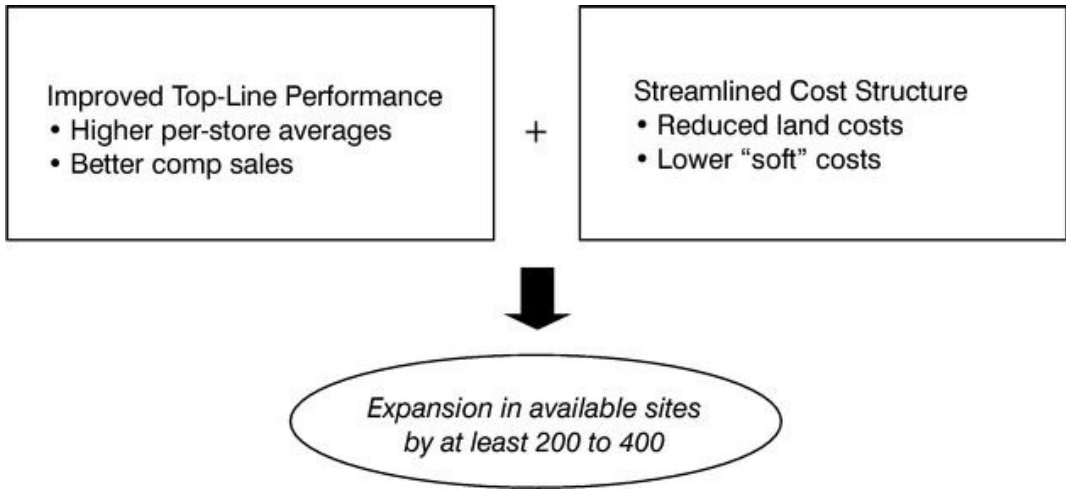 Improved Top-Line Performance
• Higher per-store averages
• Better comp sales
+
Streamlined Cost Structure
• Reduced land costs
• Lower “soft” costs
Expansion in available sites
by at least 200 to 400